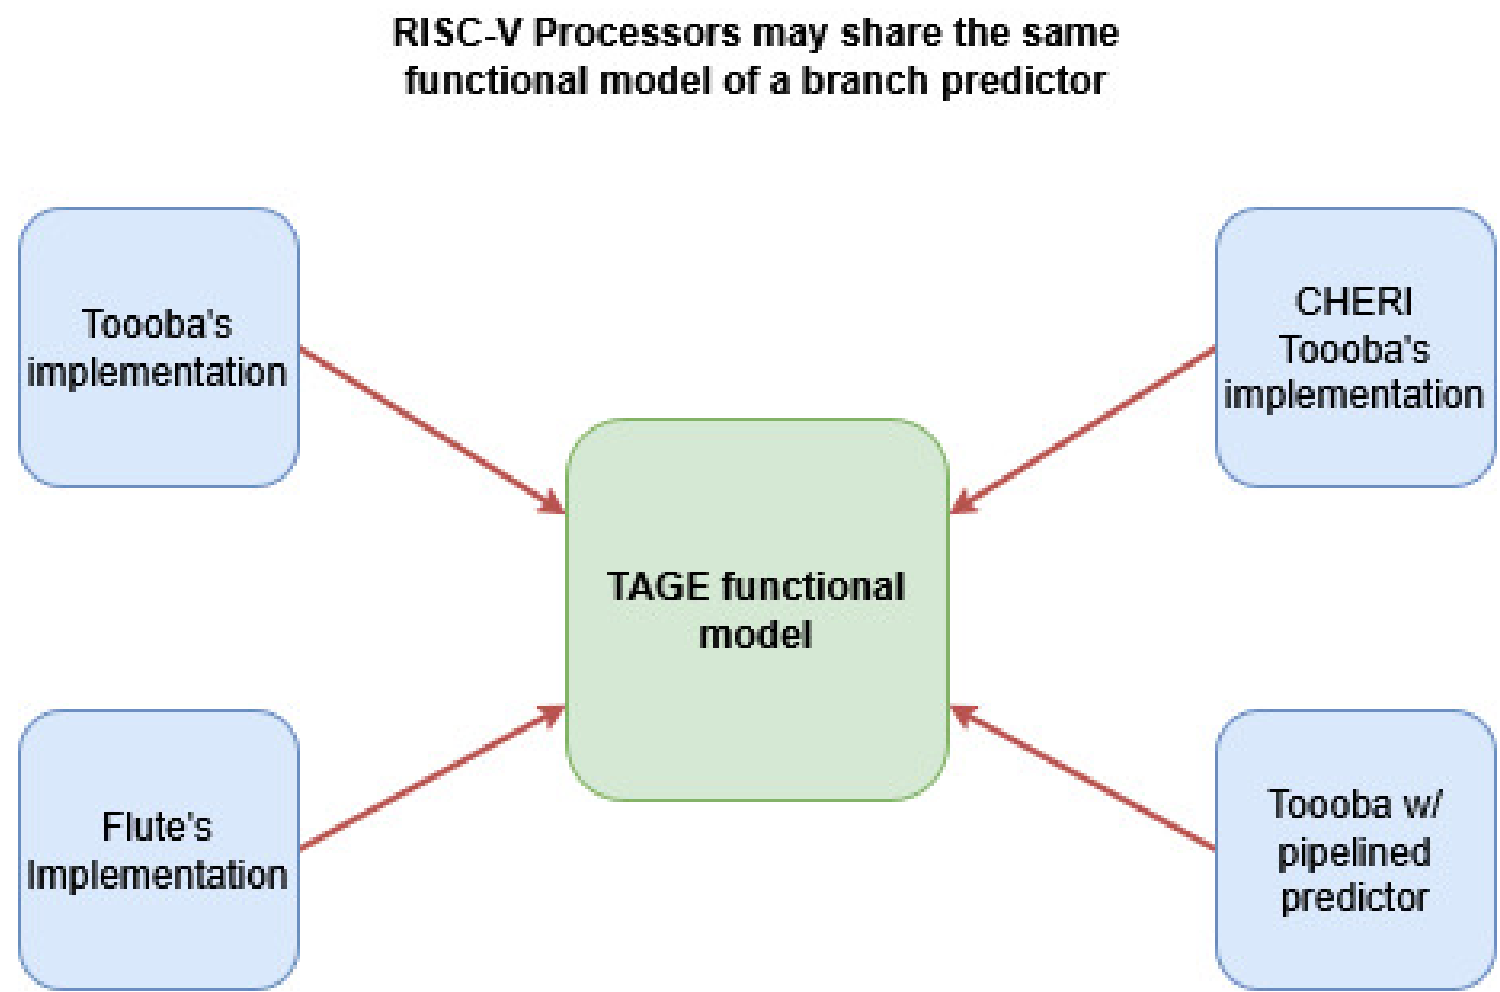 RISC-V Processors may share the same
functional model of a branch predictor
Toooba's
implementation
CHERI
Toooba's
implementation
TAGE functional
model
Flute's
Implementation
Toooba w/
pipelined
predictor